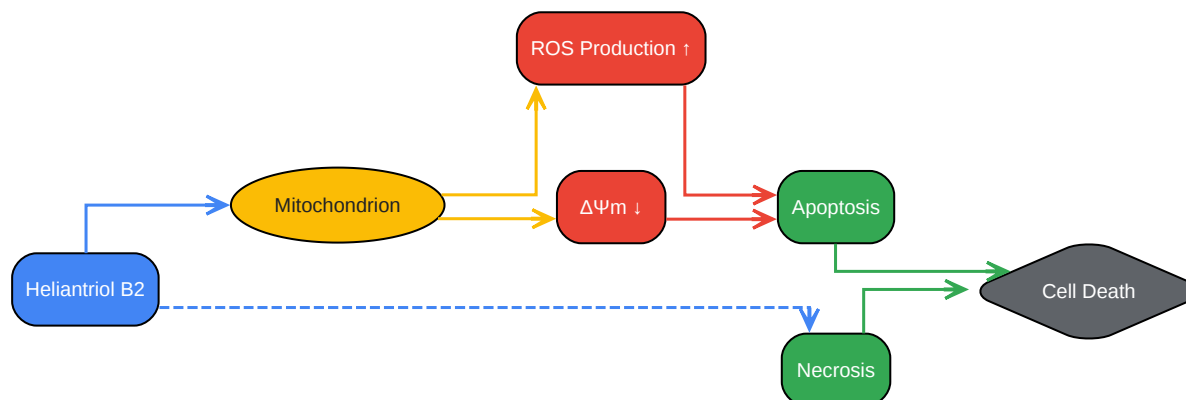 ROS Production ↑
Mitochondrion
ΔΨm ↓
Apoptosis
Heliantriol B2
Cell Death
Necrosis